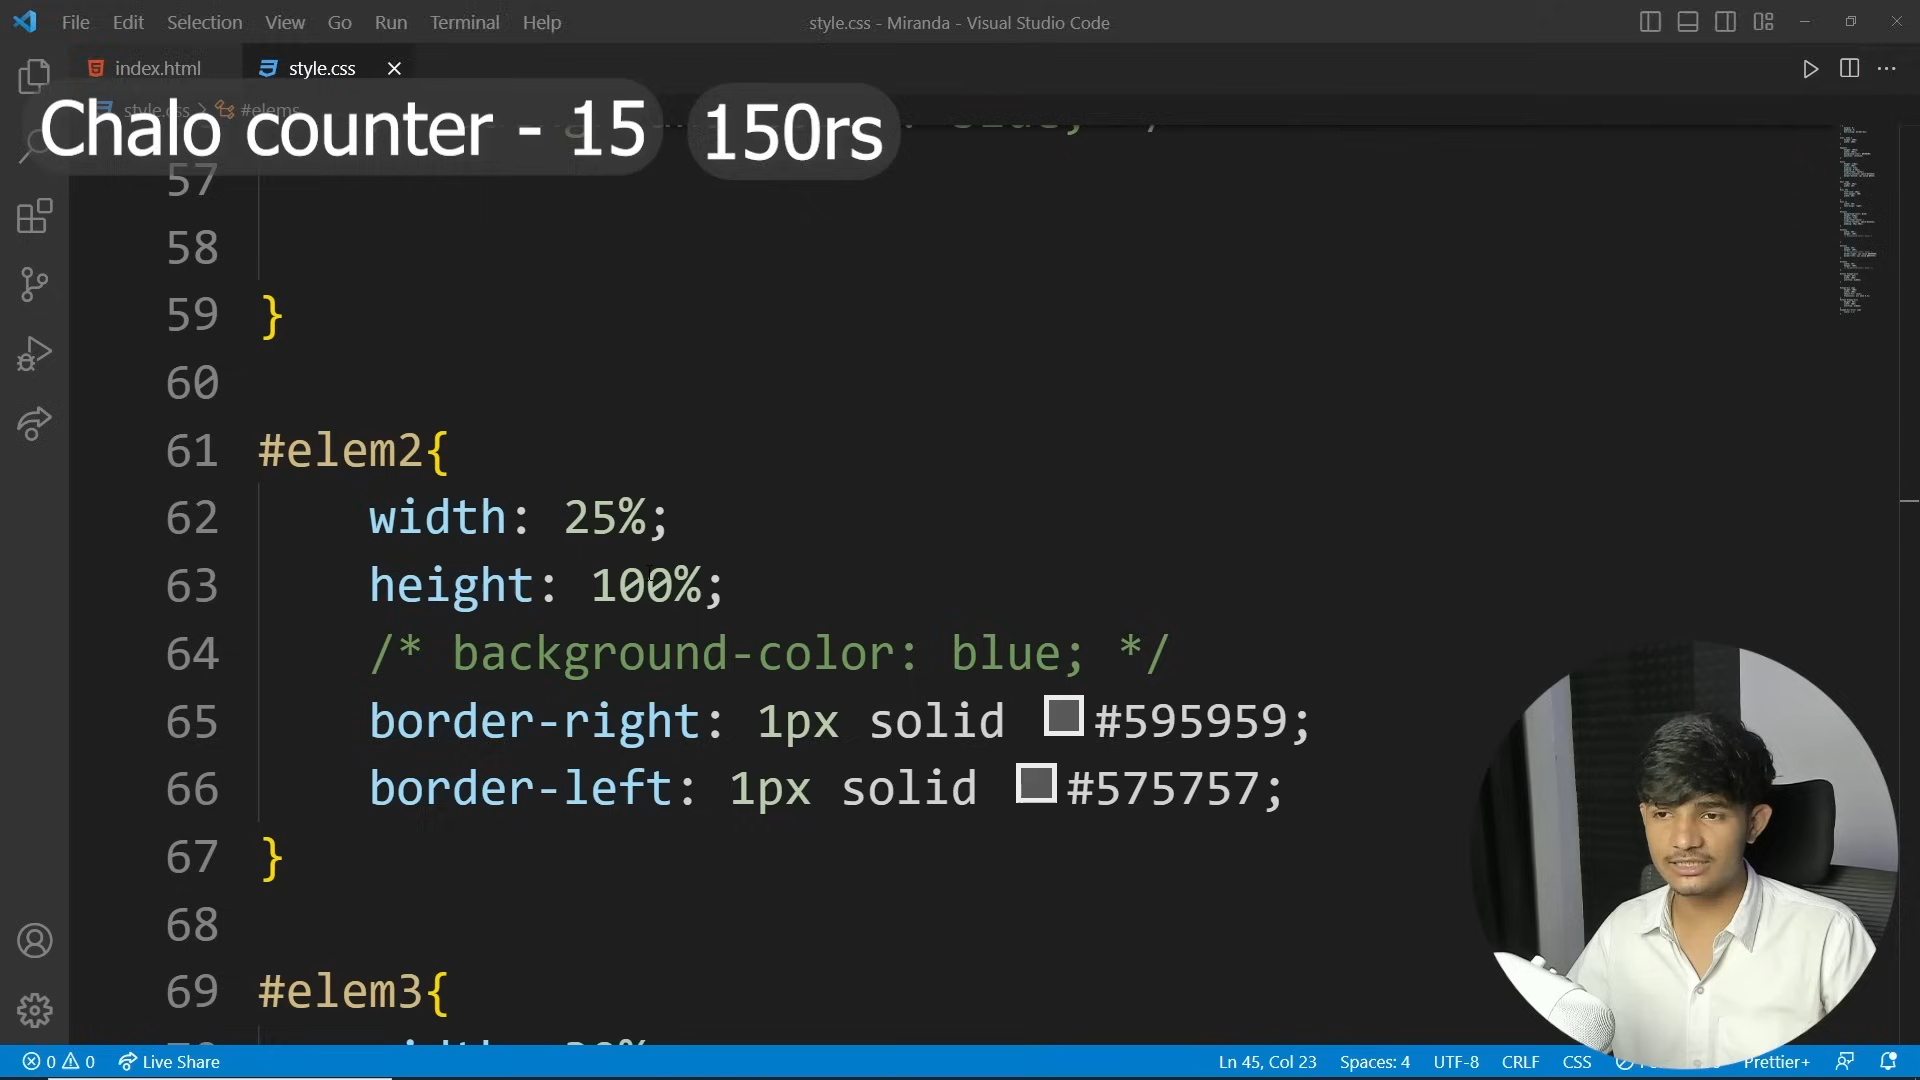 File Edit Selection View Go Run Terminal Help
style.css - Miranda - Visual Studio Code
index.html style.css
style.css > #elems
Chalo counter - 15 150rs
57
58
59 }
60
61 #elem2{
62 width: 25%;
63 height: 100%;
64 /* background-color: blue; */
65 border-right: 1px solid #595959;
66 border-left: 1px solid #575757;
67 }
68
69 #elem3{
0 0 Live Share
Ln 45, Col 23 Spaces: 4 UTF-8 CRLF CSS Prettier+